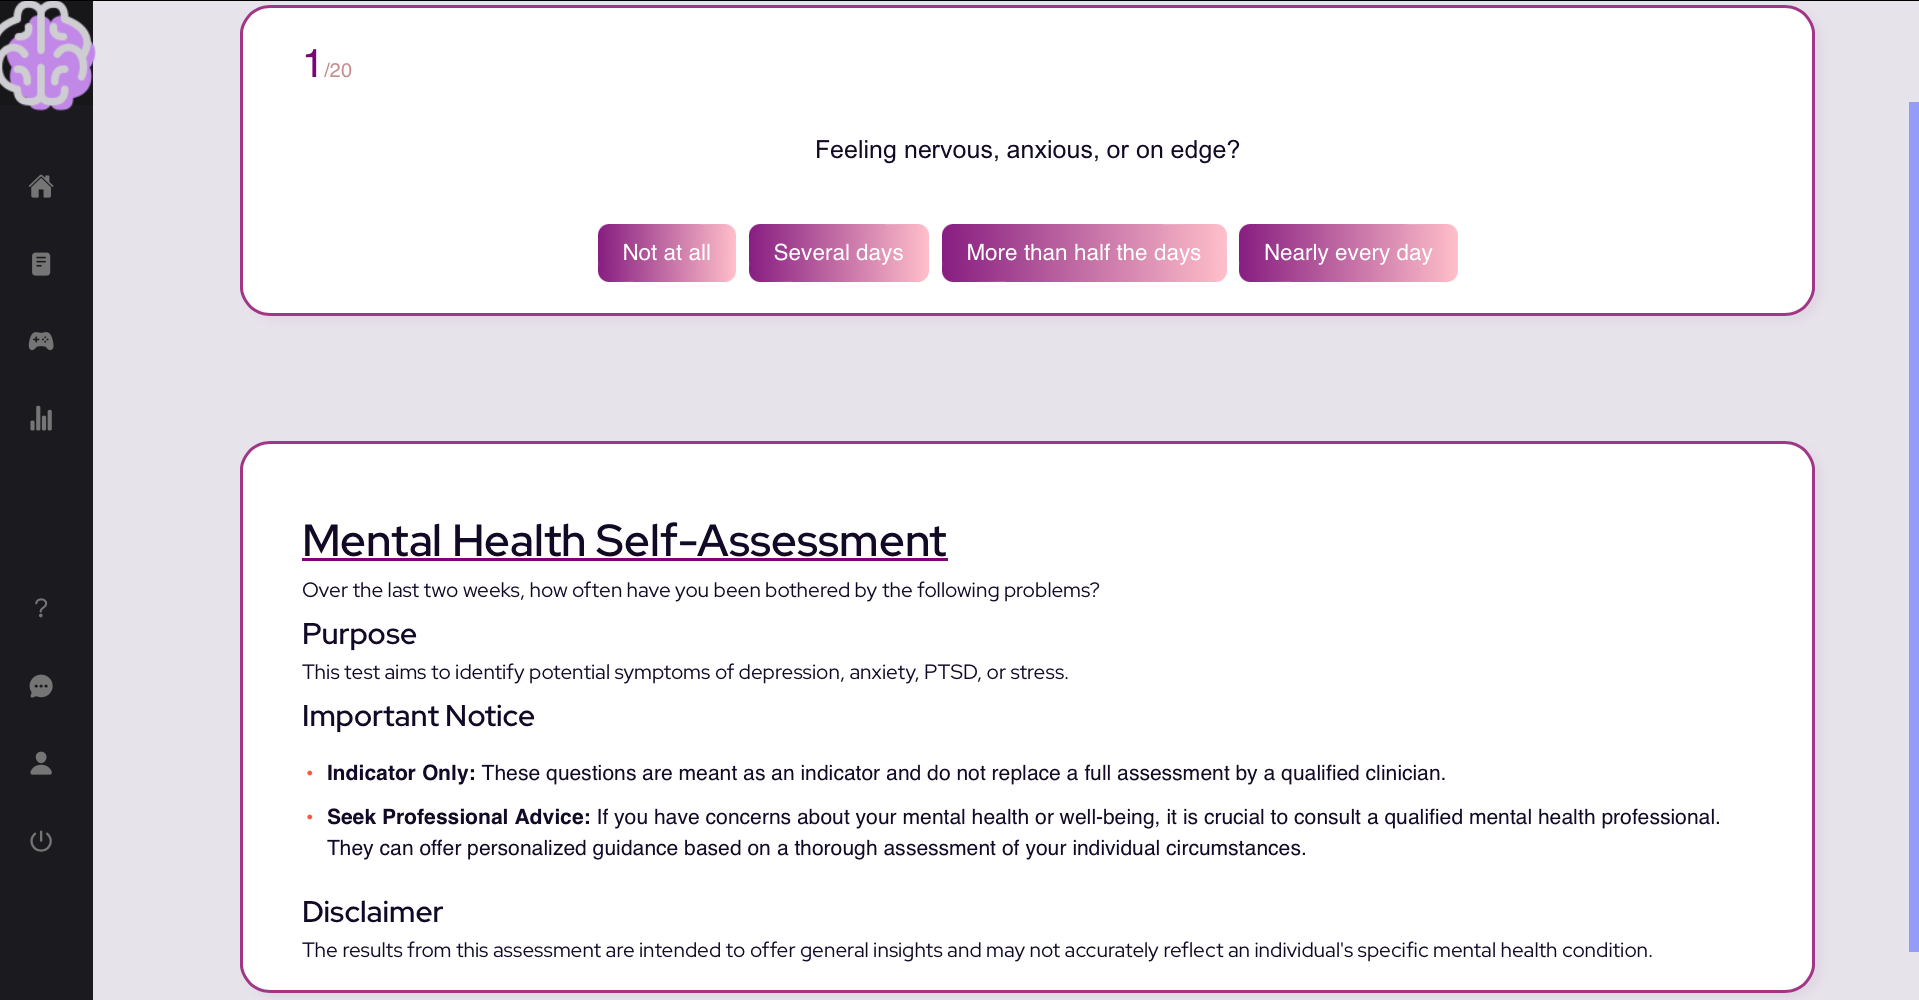 1/20
Feeling nervous, anxious, or on edge?
Not at all
Several days
More than half the days
Nearly every day
Mental Health Self-Assessment
Over the last two weeks, how often have you been bothered by the following problems?
Purpose
This test aims to identify potential symptoms of depression, anxiety, PTSD, or stress.
Important Notice
• Indicator Only: These questions are meant as an indicator and do not replace a full assessment by a qualified clinician.
• Seek Professional Advice: If you have concerns about your mental health or well-being, it is crucial to consult a qualified mental health professional.
They can offer personalized guidance based on a thorough assessment of your individual circumstances.
Disclaimer
The results from this assessment are intended to offer general insights and may not accurately reflect an individual's specific mental health condition.